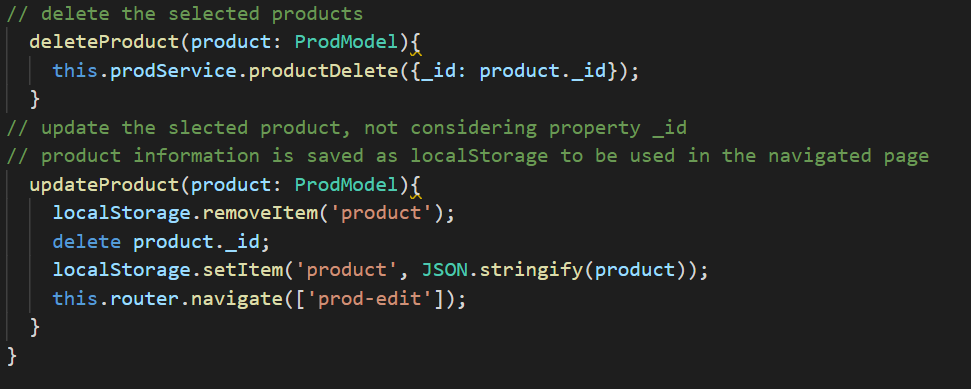 // delete the selected products
deleteProduct(product: ProdModel){
this.prodService.productDelete({_id: product._id});
}
// update the slected product, not considering property _id
// product information is saved as localStorage to be used in the navigated page
updateProduct(product: ProdModel){
localStorage.removeItem('product');
delete product._id;
localStorage.setItem('product', JSON.stringify(product));
this.router.navigate(['prod-edit']);
}
}